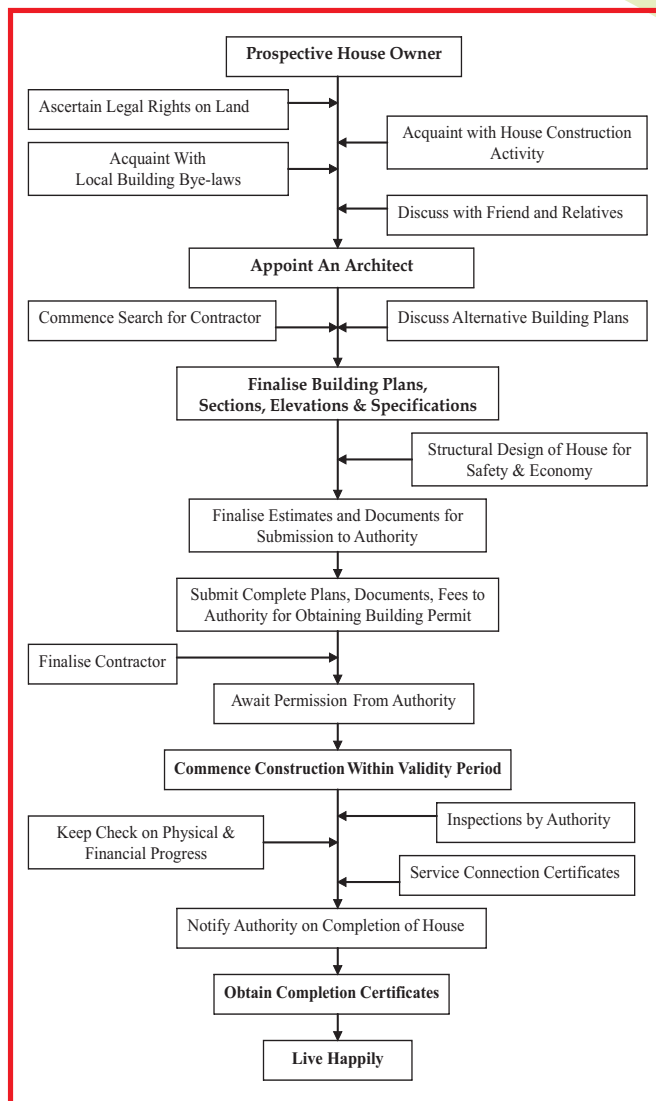 Prospective House Owner
Ascertain Legal Rights on Land
Acquaint with House Construction
Activity
Acquaint With
Local Building Bye-laws
Discuss with Friend and Relatives
Appoint An Architect
Commence Search for Contractor
Discuss Alternative Building Plans
Finalise Building Plans,
Sections, Elevations & Specifications
Structural Design of House for
Safety & Economy
Finalise Estimates and Documents for
Submission to Authority
Submit Complete Plans, Documents, Fees to
Authority for Obtaining Building Permit
Finalise Contractor
Await Permission From Authority
Commence Construction Within Validity Period
Inspections by Authority
Keep Check on Physical &
Financial Progress
Service Connection Certificates
Notify Authority on Completion of House
Obtain Completion Certificates
Live Happily